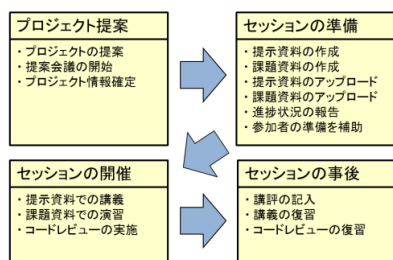 プロジェクト提案
・プロジェクトの提案
・提案会議の開始
・プロジェクト情報確定
セッションの準備
・提示資料の作成
・課題資料の作成
・提示資料のアップロード
・課題資料のアップロード
・進捗状況の報告
・参加者の準備を補助
セッションの開催
・提示資料での講義
・課題資料での演習
・コードレビューの実施
セッションの事後
・講評の記入
・講義の復習
・コードレビューの復習